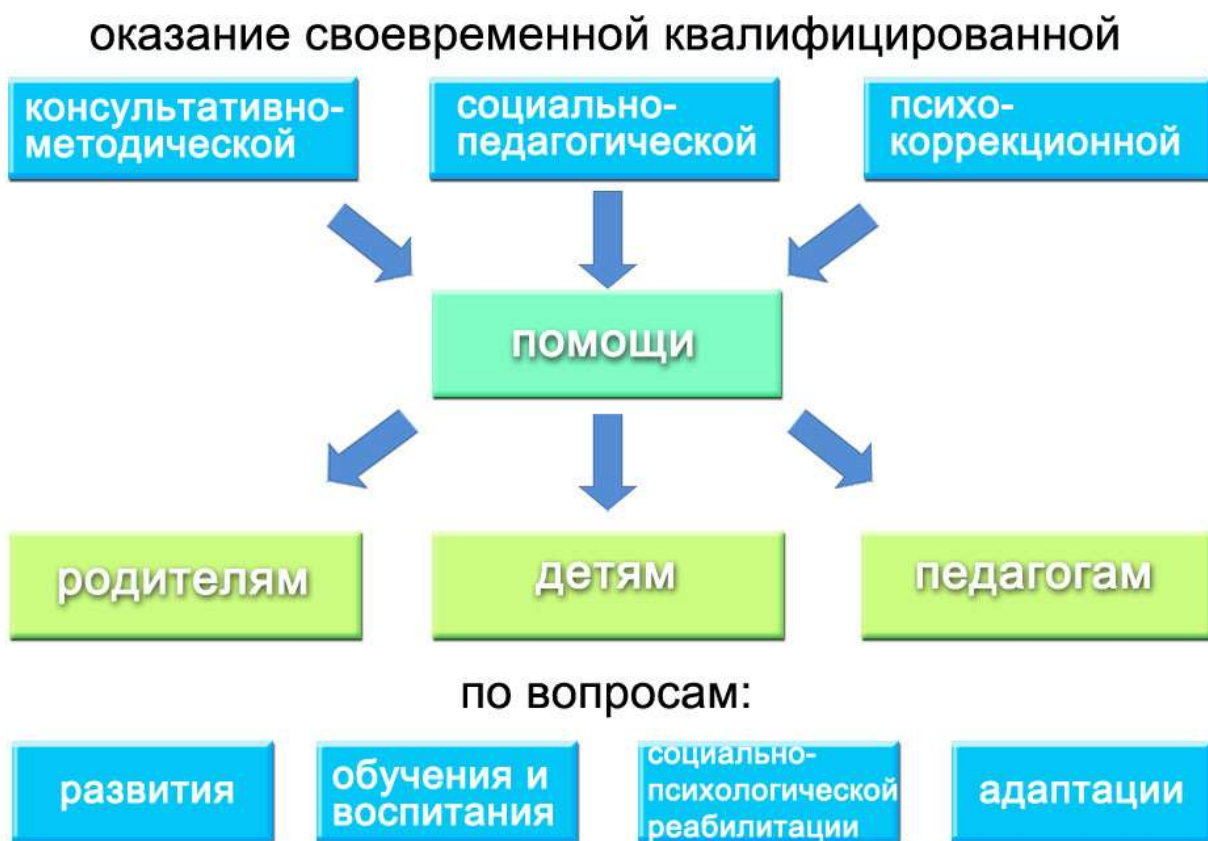 оказание своевременной квалифицированной
консультативно-
методической
социально-
педагогической
психо-
коррекционной
помощи
родителям
детям
педагогам
по вопросам:
развития
обучения и
воспитания
социально-
психологической
реабилитации
адаптации